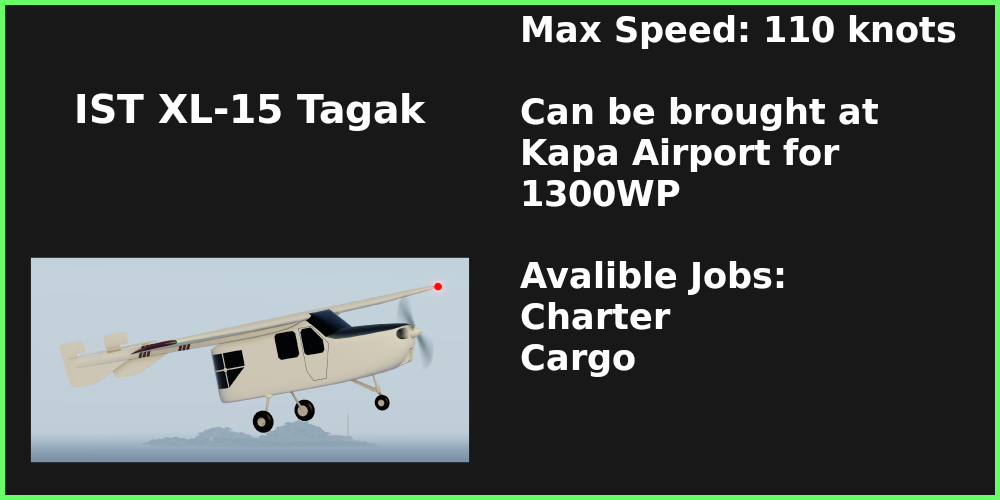 IST XL-15 Tagak
Max Speed: 110 knots
Can be brought at
Kapa Airport for
1300WP
Avalible Jobs:
Charter
Cargo